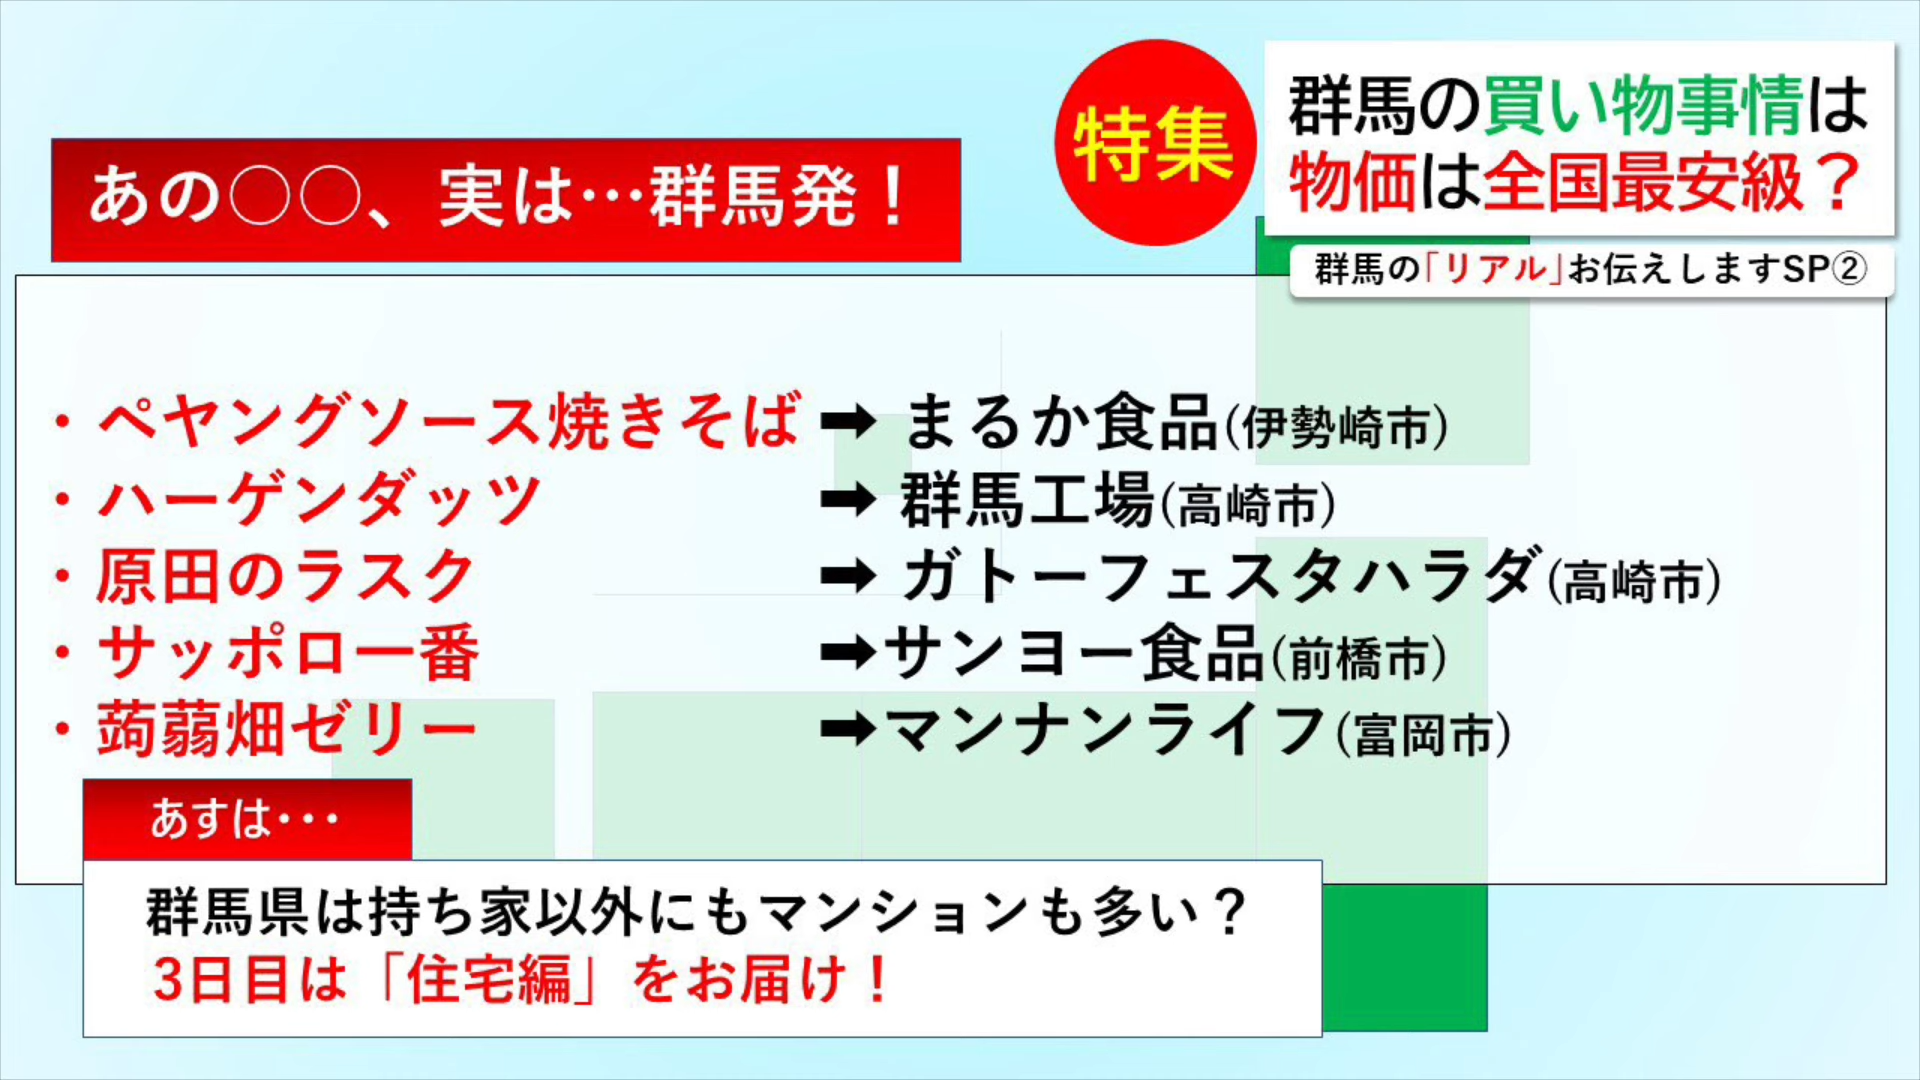 特集
群馬の買い物事情は
物価は全国最安級？
群馬の「リアル」お伝えしますSP②
あの〇〇、実は…群馬発！
・ペヤングソース焼きそば ➡ まるか食品(伊勢崎市)
・ハーゲンダッツ ➡ 群馬工場(高崎市)
・原田のラスク ➡ ガトーフェスタハラダ(高崎市)
・サッポロ一番 ➡サンヨー食品(前橋市)
・蒟蒻畑ゼリー ➡マンナンライフ(富岡市)
あすは･･･
群馬県は持ち家以外にもマンションも多い？
3日目は「住宅編」をお届け！